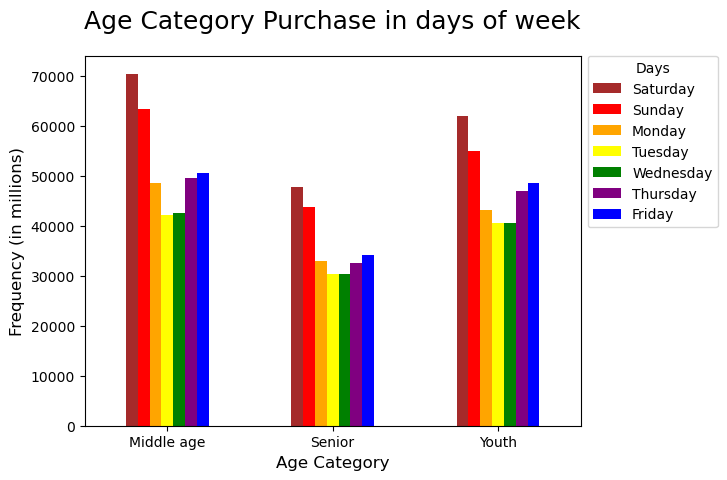 Age Category Purchase in days of week
Days
Saturday
Sunday
Monday
Tuesday
Wednesday
Thursday
Friday
Frequency (in millions)
70000
60000
50000
40000
30000
20000
10000
0
Middle age Senior Youth
Age Category